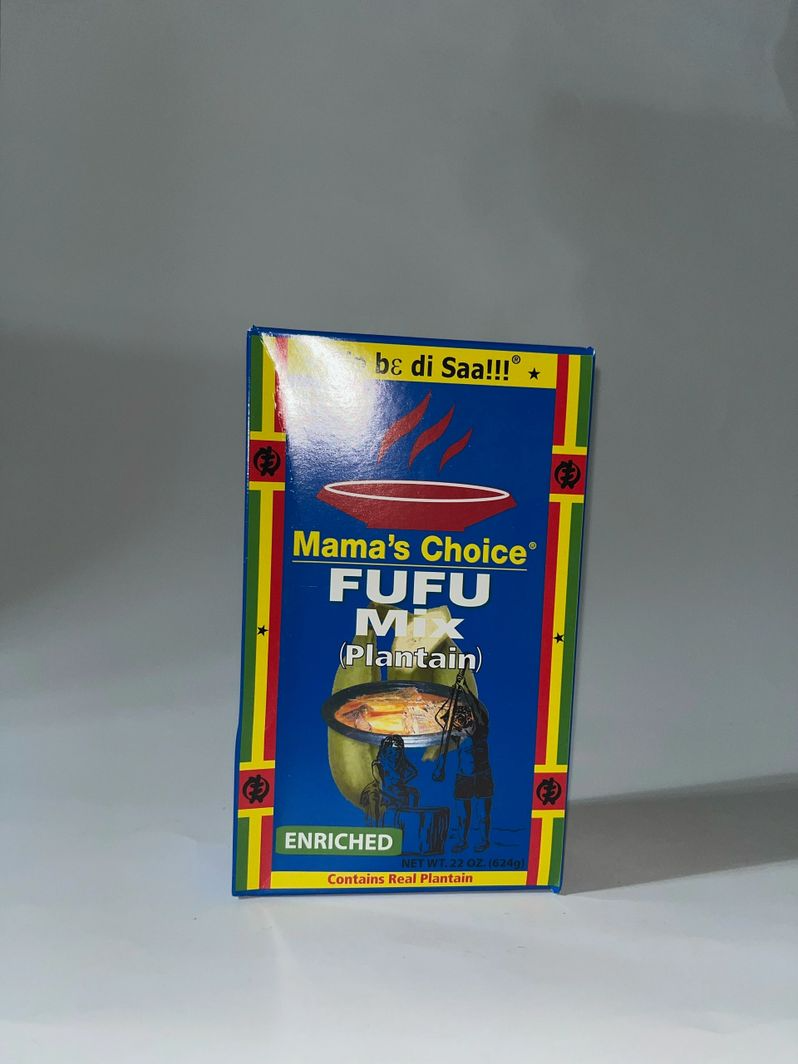 bɛ di Saa!!!®
Mama's Choice®
FUFU
Mix
(Plantain)
ENRICHED
NET WT. 22 OZ. (624g)
Contains Real Plantain